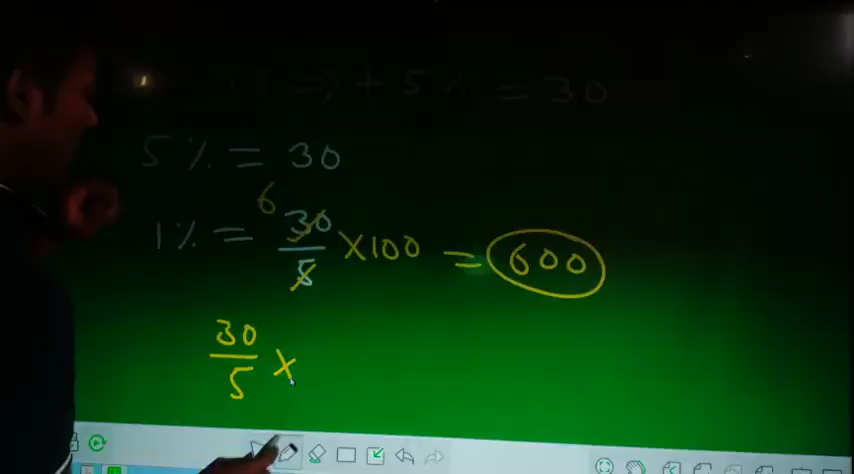 ⇒ + 5% = 30
5% = 30
6
1% = 30/5 × 100 = 600
30/5 ×